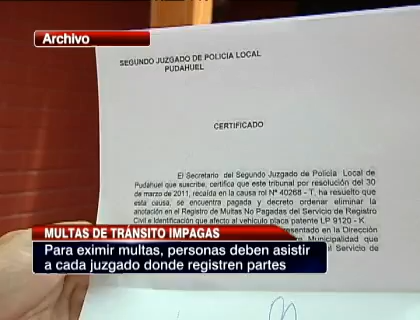 Archivo
SEGUNDO JUZGADO DE POLICIA LOCAL
PUDAHUEL
CERTIFICADO
El Secretario del Segundo Juzgado de Policía Local de
Pudahuel que suscribe, certifica que este tribunal por resolución del 30
de marzo de 2011, recaída en la causa rol Nº 40268 - T, ha resuelto que
esta causa, se encuentra pagada y decreto ordenar eliminar la
anotación en el Registro de Multas No Pagadas del Servicio de Registro
Civil e Identificación que afecto al vehículo placa patente LP 9120 - K.
presentado en la Dirección
Municipalidad que
el Servicio de
MULTAS DE TRÁNSITO IMPAGAS
Para eximir multas, personas deben asistir
a cada juzgado donde registren partes